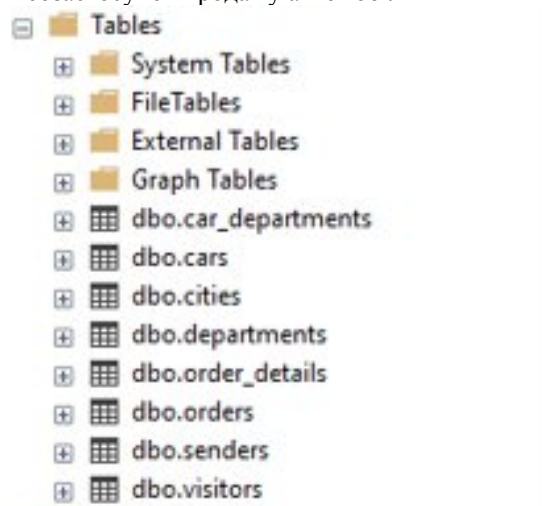 Tables
System Tables
FileTables
External Tables
Graph Tables
dbo.car_departments
dbo.cars
dbo.cities
dbo.departments
dbo.order_details
dbo.orders
dbo.senders
dbo.visitors